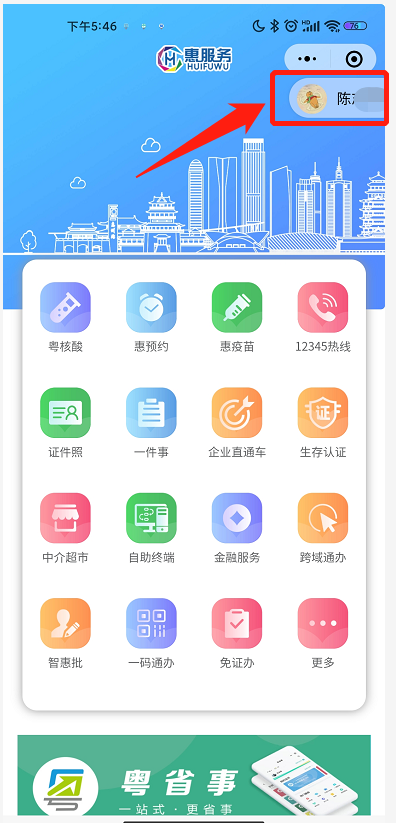 下午5:46
HD
76
惠服务
HUIFUWU
陈
粤核酸
惠预约
惠疫苗
12345热线
证件照
一件事
企业直通车
证
生存认证
中介超市
自助终端
金融服务
跨域通办
智惠批
一码通办
免证办
更多
粤省事
一站式·更省事